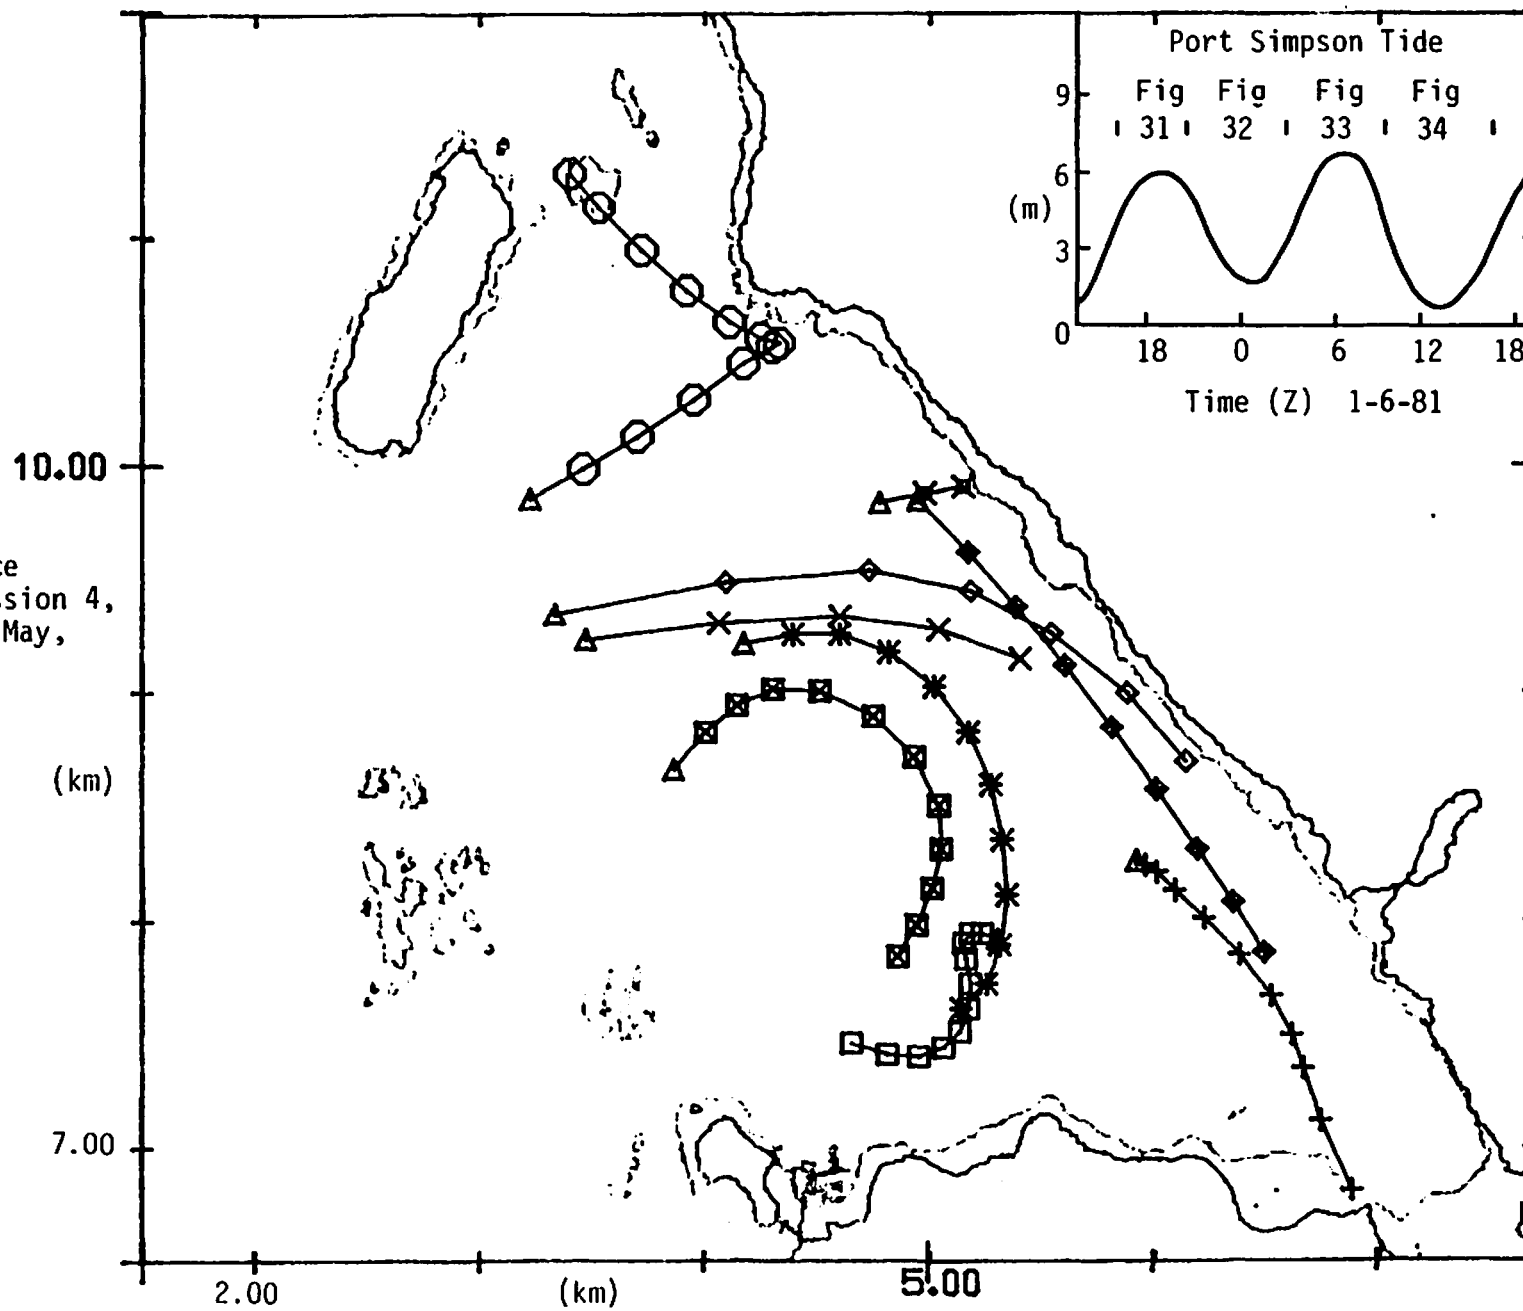 Port Simpson Tide
Fig Fig Fig Fig
31 32 33 34
9
6
(m)
3
0
18 0 6 12 18
Time (Z) 1-6-81
10.00
ssion 4,
May,
(km)
7.00
2.00 (km) 5.00